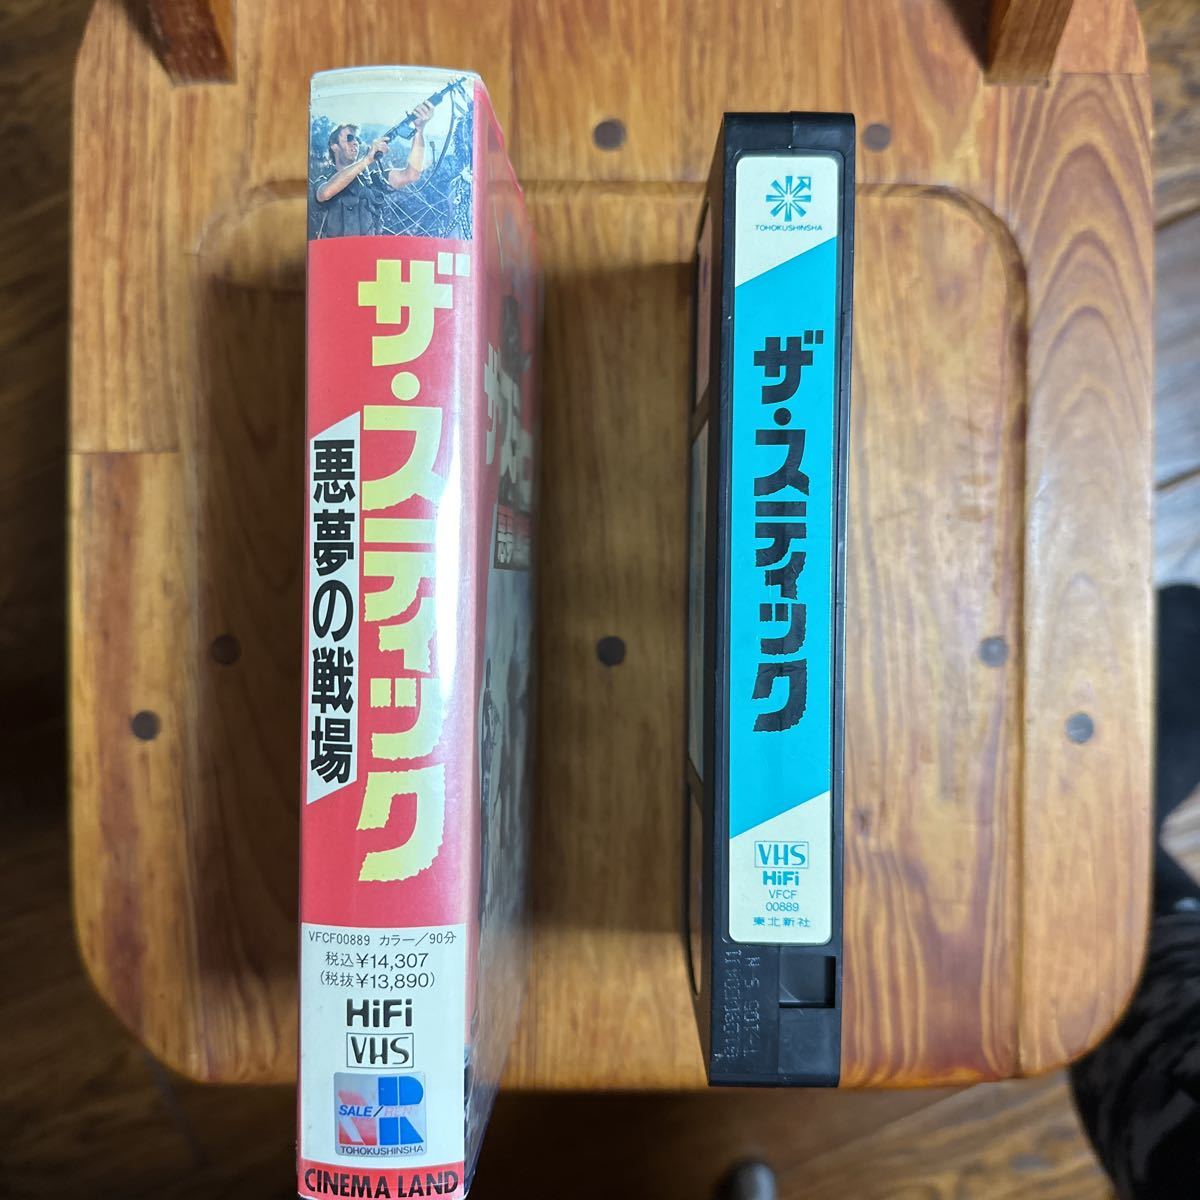 ザ・スティック
悪夢の戦場
VFCF00889 カラー／90分
税込¥14,307
(税抜¥13,890)
HiFi
VHS
SALE/
TOHOKUSHINSHA
CINEMA LAND
TOHOKUSHINSHA
ザ・スティック
VHS
HiFi
VFCF
00889
東北新社